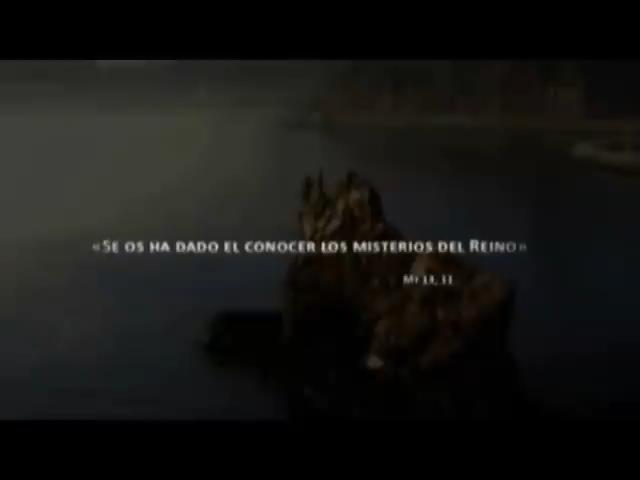 «Se os ha dado el conocer los misterios del Reino»
Mt 13, 11